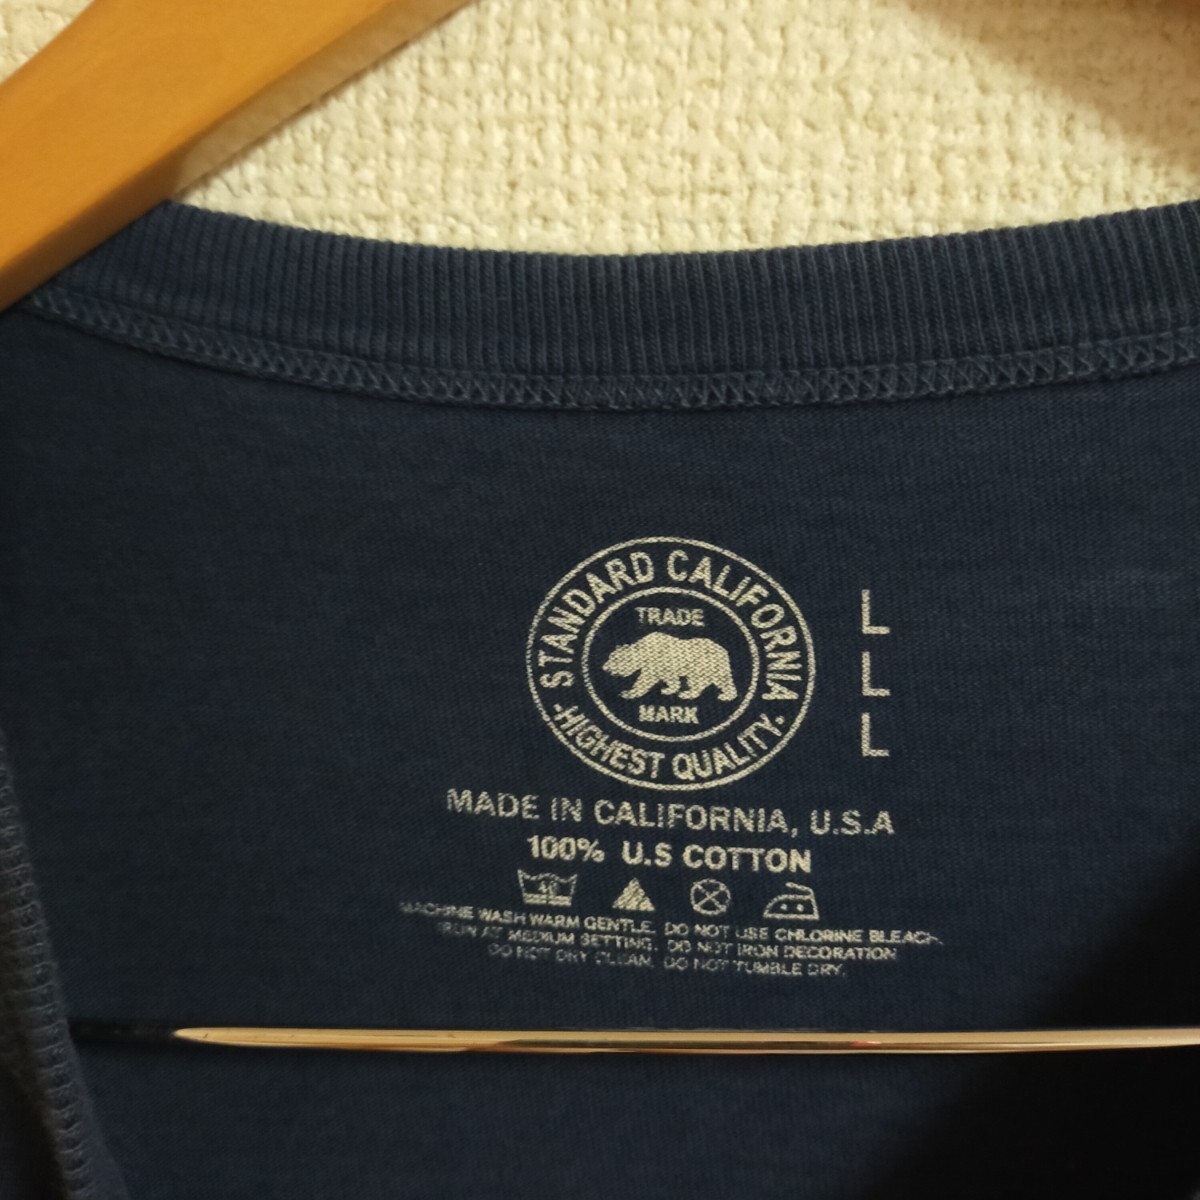 STANDARD CALIFORNIA
TRADE
MARK
·HIGHEST QUALITY·
L
L
L
MADE IN CALIFORNIA, U.S.A
100% U.S COTTON
40
MACHINE WASH WARM GENTLE. DO NOT USE CHLORINE BLEACH.
IRON AT MEDIUM SETTING. DO NOT IRON DECORATION
DO NOT DRY CLEAN. DO NOT TUMBLE DRY.